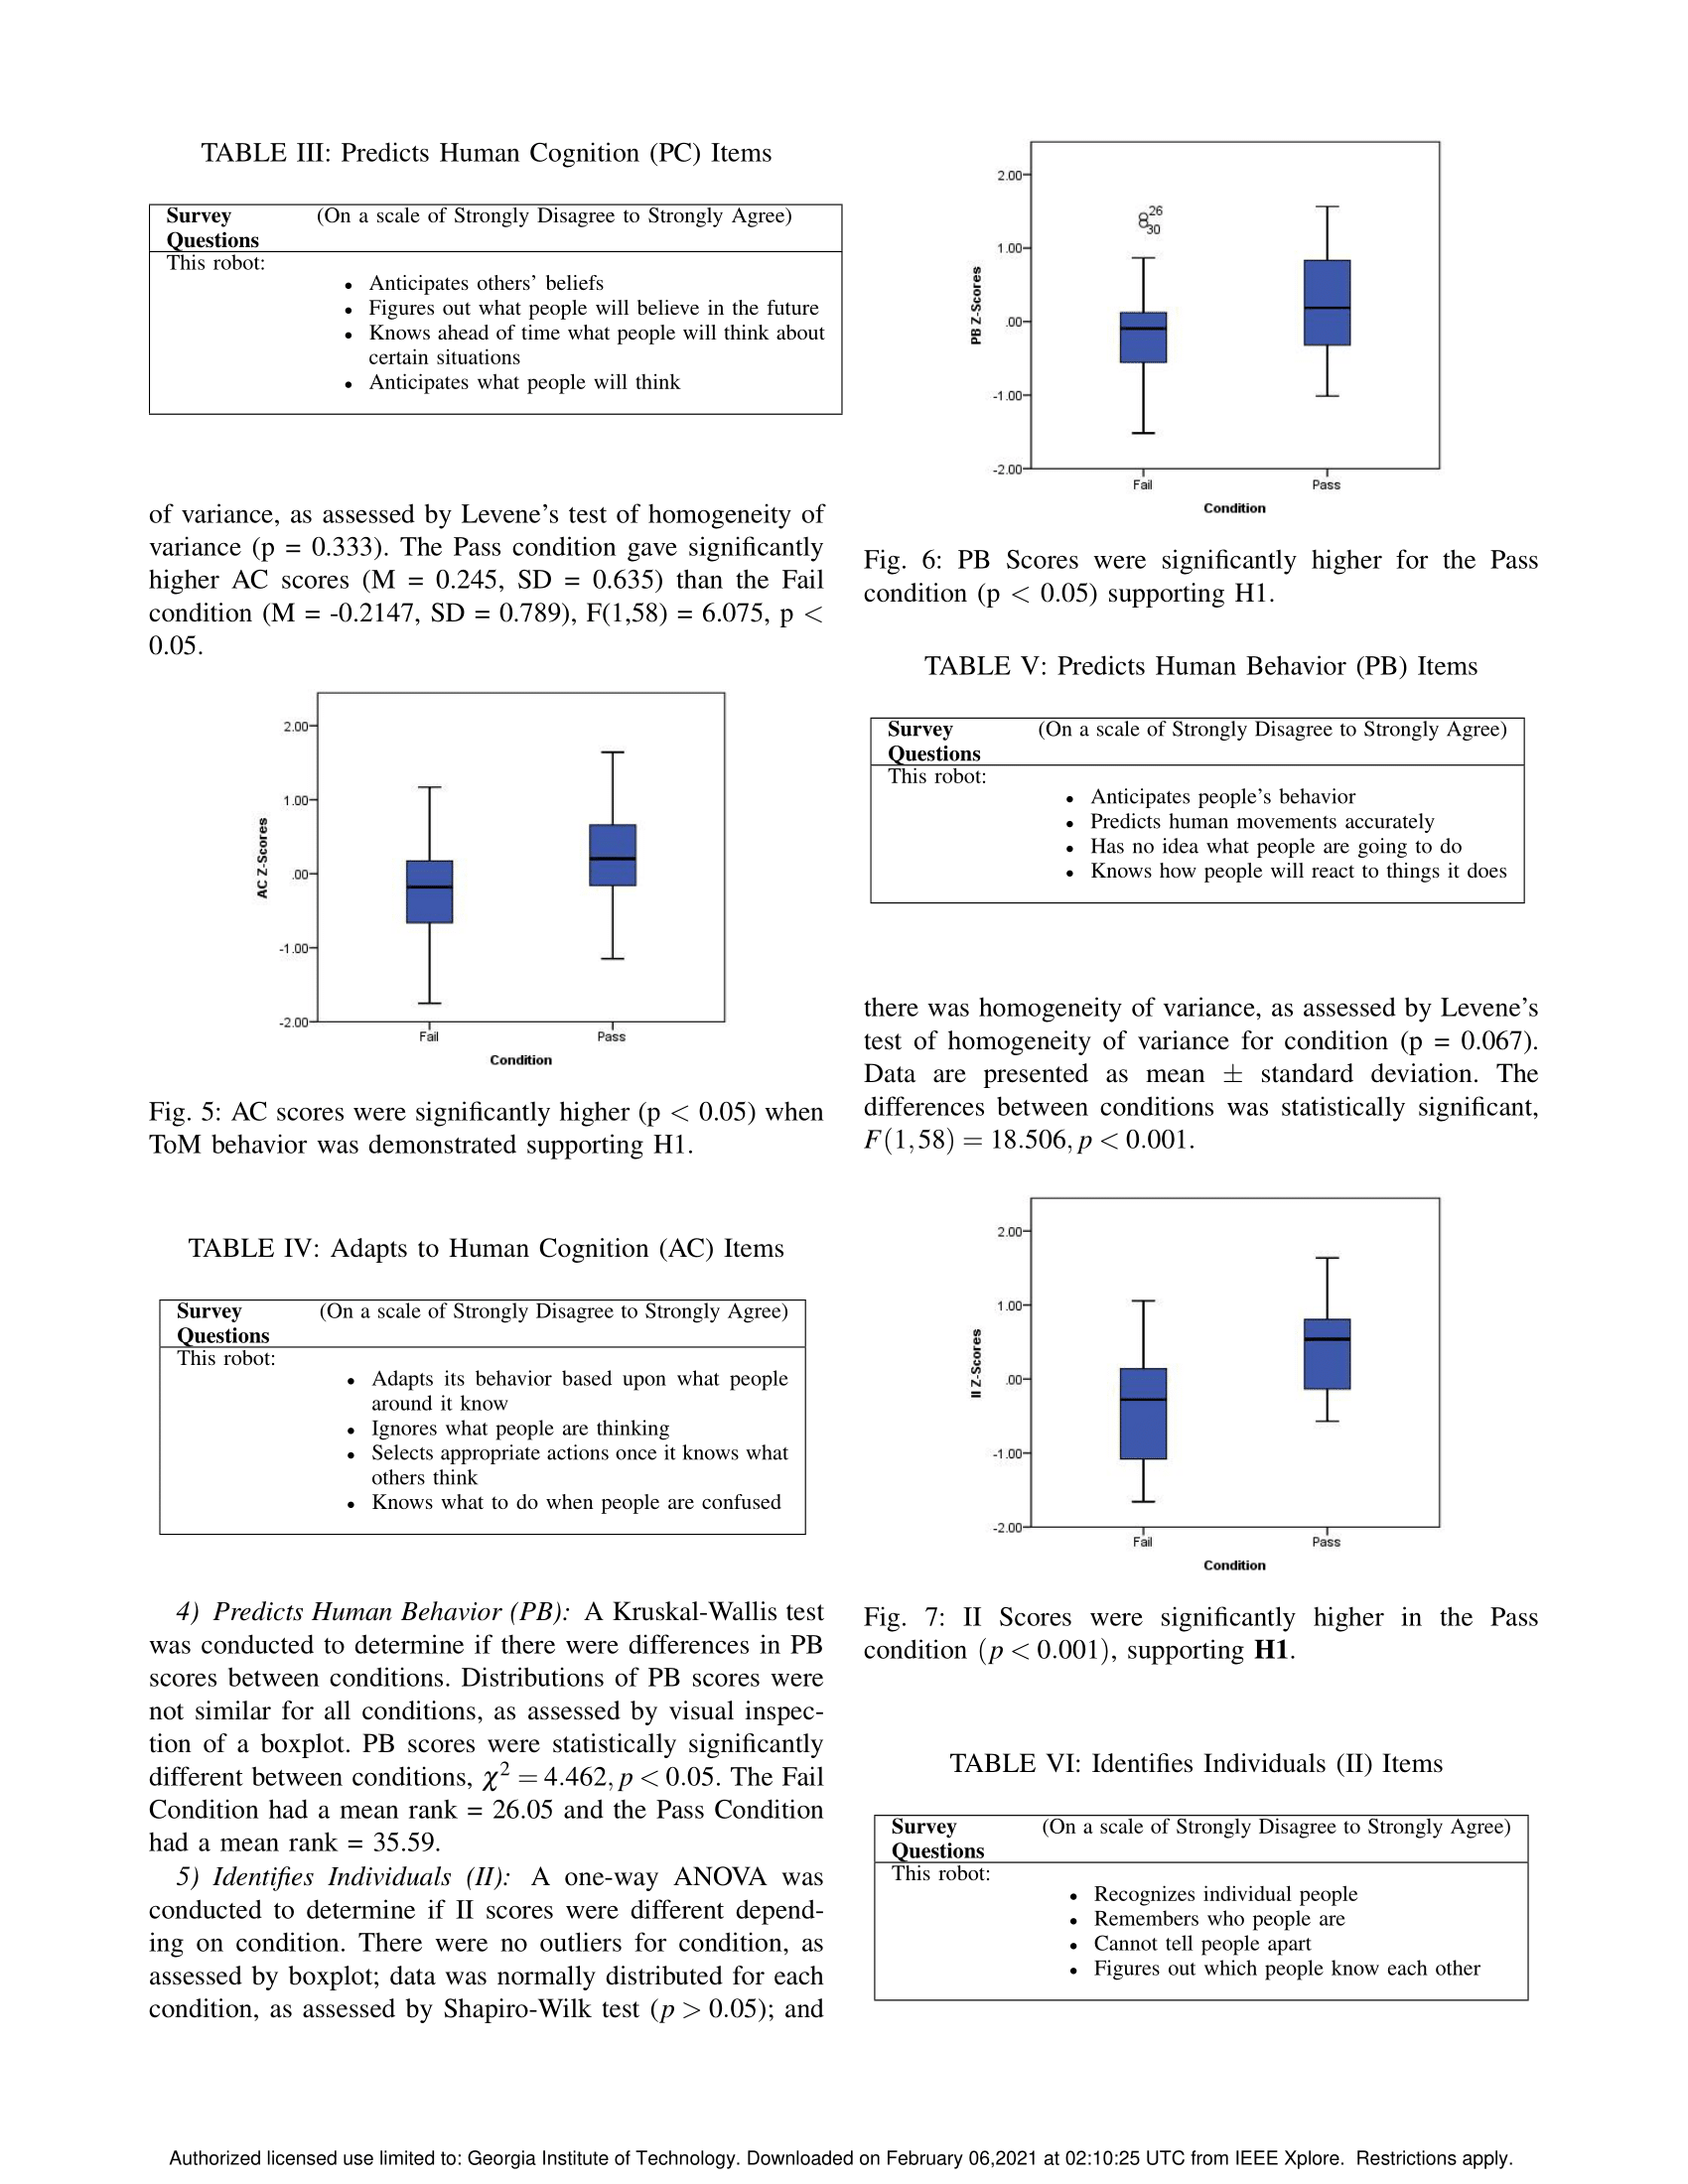 TABLE III: Predicts Human Cognition (PC) Items
Survey Questions (On a scale of Strongly Disagree to Strongly Agree)
This robot:
• Anticipates others' beliefs
• Figures out what people will believe in the future
• Knows ahead of time what people will think about
certain situations
• Anticipates what people will think
of variance, as assessed by Levene's test of homogeneity of
variance (p = 0.333). The Pass condition gave significantly
higher AC scores (M = 0.245, SD = 0.635) than the Fail
condition (M = -0.2147, SD = 0.789), F(1,58) = 6.075, p <
0.05.
2.00
1.00
.00
-1.00
-2.00
AC Z-Scores
Fail Pass
Condition
Fig. 5: AC scores were significantly higher (p < 0.05) when
ToM behavior was demonstrated supporting H1.
TABLE IV: Adapts to Human Cognition (AC) Items
Survey Questions (On a scale of Strongly Disagree to Strongly Agree)
This robot:
• Adapts its behavior based upon what people
around it know
• Ignores what people are thinking
• Selects appropriate actions once it knows what
others think
• Knows what to do when people are confused
4) Predicts Human Behavior (PB): A Kruskal-Wallis test
was conducted to determine if there were differences in PB
scores between conditions. Distributions of PB scores were
not similar for all conditions, as assessed by visual inspec-
tion of a boxplot. PB scores were statistically significantly
different between conditions, χ² = 4.462, p < 0.05. The Fail
Condition had a mean rank = 26.05 and the Pass Condition
had a mean rank = 35.59.
5) Identifies Individuals (II): A one-way ANOVA was
conducted to determine if II scores were different depend-
ing on condition. There were no outliers for condition, as
assessed by boxplot; data was normally distributed for each
condition, as assessed by Shapiro-Wilk test (p > 0.05); and
2.00
1.00
.00
-1.00
-2.00
PB Z-Scores
26
30
Fail Pass
Condition
Fig. 6: PB Scores were significantly higher for the Pass
condition (p < 0.05) supporting H1.
TABLE V: Predicts Human Behavior (PB) Items
Survey Questions (On a scale of Strongly Disagree to Strongly Agree)
This robot:
• Anticipates people's behavior
• Predicts human movements accurately
• Has no idea what people are going to do
• Knows how people will react to things it does
there was homogeneity of variance, as assessed by Levene's
test of homogeneity of variance for condition (p = 0.067).
Data are presented as mean ± standard deviation. The
differences between conditions was statistically significant,
F(1,58) = 18.506, p < 0.001.
2.00
1.00
.00
-1.00
-2.00
II Z-Scores
Fail Pass
Condition
Fig. 7: II Scores were significantly higher in the Pass
condition (p < 0.001), supporting H1.
TABLE VI: Identifies Individuals (II) Items
Survey Questions (On a scale of Strongly Disagree to Strongly Agree)
This robot:
• Recognizes individual people
• Remembers who people are
• Cannot tell people apart
• Figures out which people know each other
Authorized licensed use limited to: Georgia Institute of Technology. Downloaded on February 06,2021 at 02:10:25 UTC from IEEE Xplore. Restrictions apply.